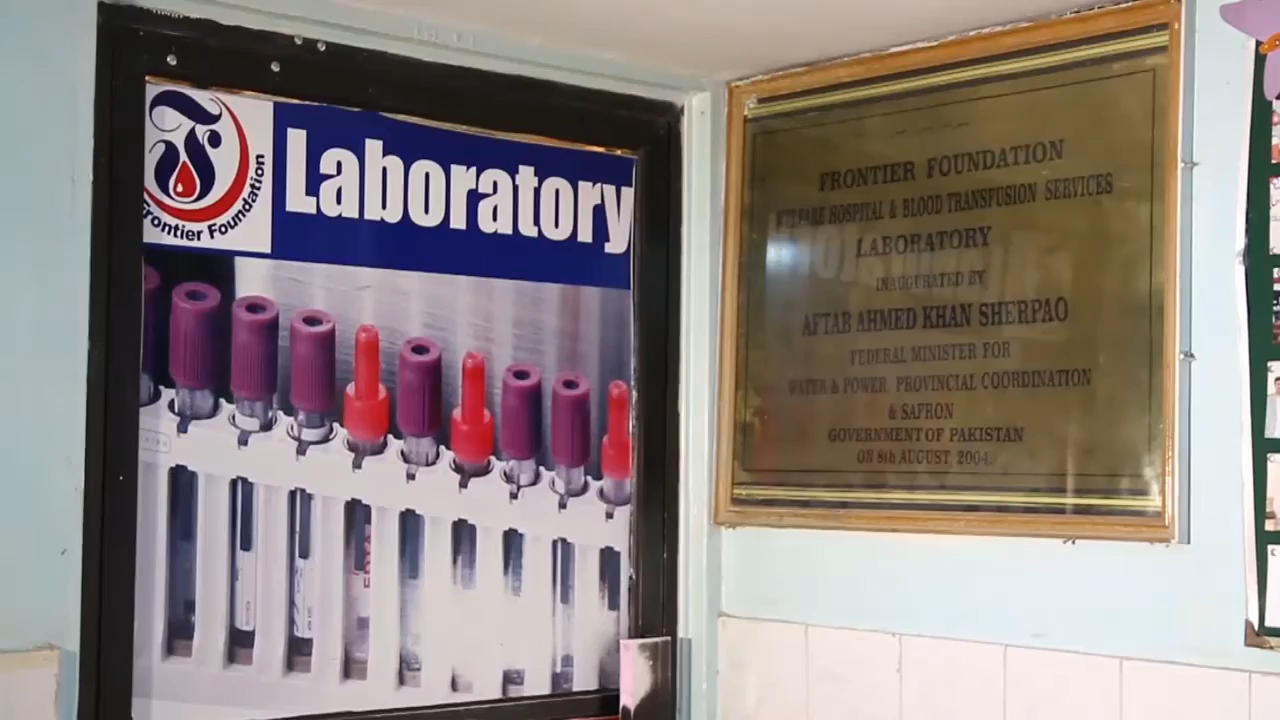 Laboratory
Frontier Foundation
FRONTIER FOUNDATION
WELFARE HOSPITAL & BLOOD TRANSFUSION SERVICES
LABORATORY
INAUGURATED BY
AFTAB AHMED KHAN SHERPAO
FEDERAL MINISTER FOR
WATER & POWER PROVINCIAL COORDINATION
& SAFRON
GOVERNMENT OF PAKISTAN
ON 8th AUGUST 2004.